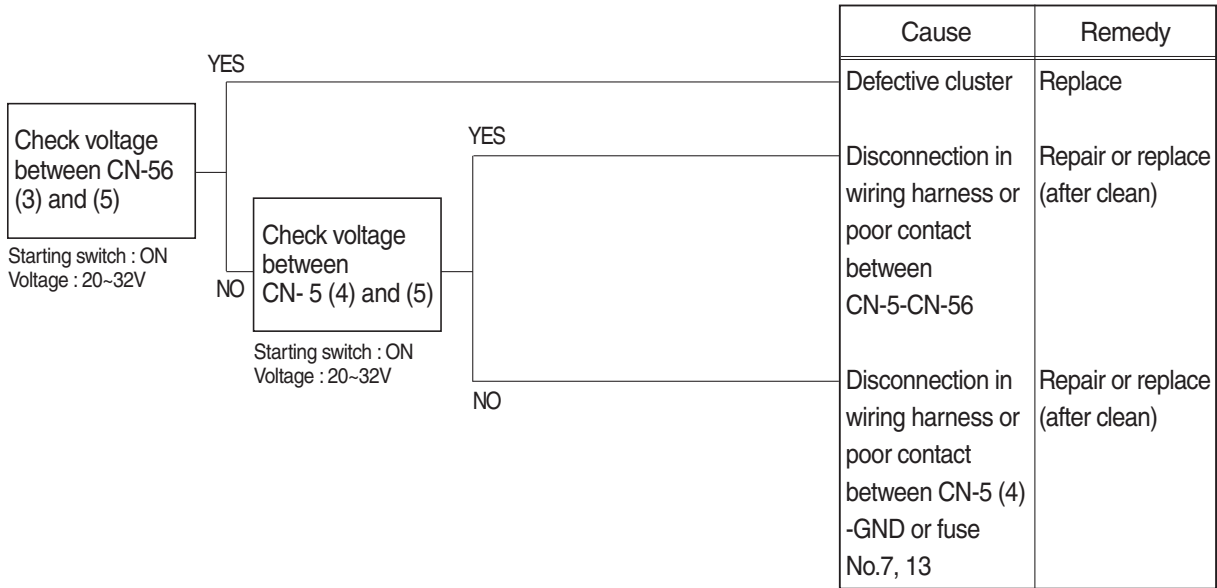 Cause
Remedy
YES
Defective cluster
Replace
Check voltage
between CN-56
(3) and (5)
Starting switch : ON
Voltage : 20~32V
YES
Disconnection in
wiring harness or
poor contact
between
CN-5-CN-56
Repair or replace
(after clean)
NO
Check voltage
between
CN- 5 (4) and (5)
Starting switch : ON
Voltage : 20~32V
NO
Disconnection in
wiring harness or
poor contact
between CN-5 (4)
-GND or fuse
No.7, 13
Repair or replace
(after clean)